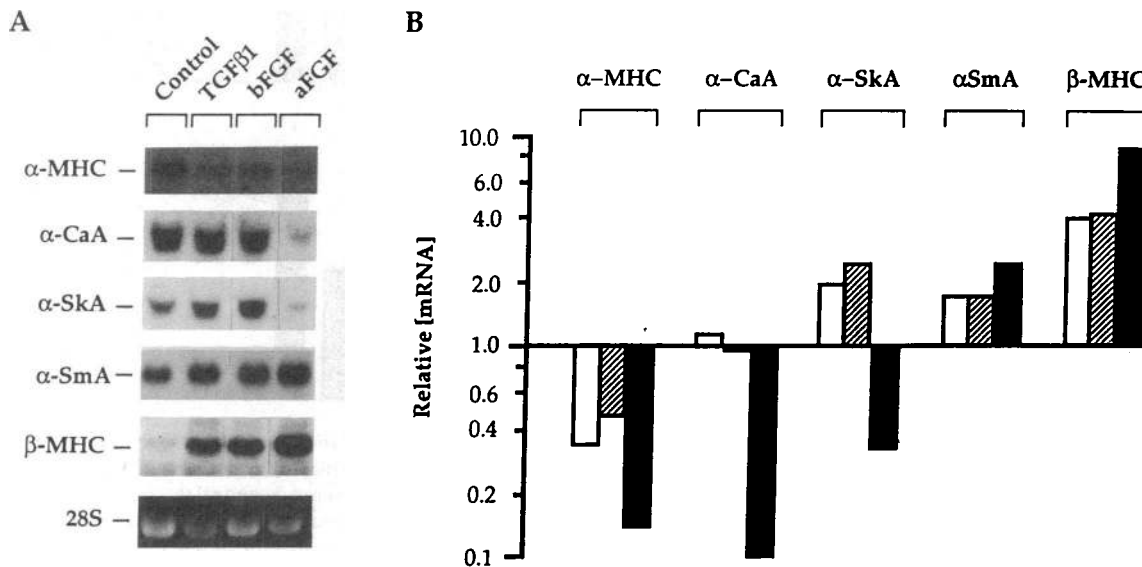 A
Control
TGFβ1
bFGF
aFGF
α-MHC –
α-CaA –
α-SkA –
α-SmA –
β-MHC –
28S –
B
α–MHC
α–CaA
α–SkA
αSmA
β-MHC
Relative [mRNA]
10.0
6.0
4.0
2.0
1.0
0.6
0.4
0.2
0.1